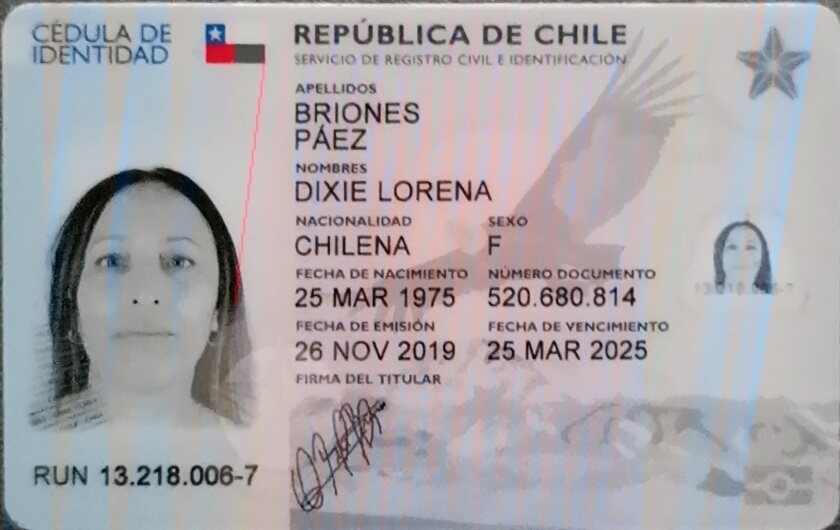 CÉDULA DE
IDENTIDAD
REPÚBLICA DE CHILE
SERVICIO DE REGISTRO CIVIL E IDENTIFICACIÓN
APELLIDOS
BRIONES
PÁEZ
NOMBRES
DIXIE LORENA
NACIONALIDAD SEXO
CHILENA F
FECHA DE NACIMIENTO NÚMERO DOCUMENTO
25 MAR 1975 520.680.814
FECHA DE EMISIÓN FECHA DE VENCIMIENTO
26 NOV 2019 25 MAR 2025
FIRMA DEL TITULAR
RUN 13.218.006-7
13.218.006-7